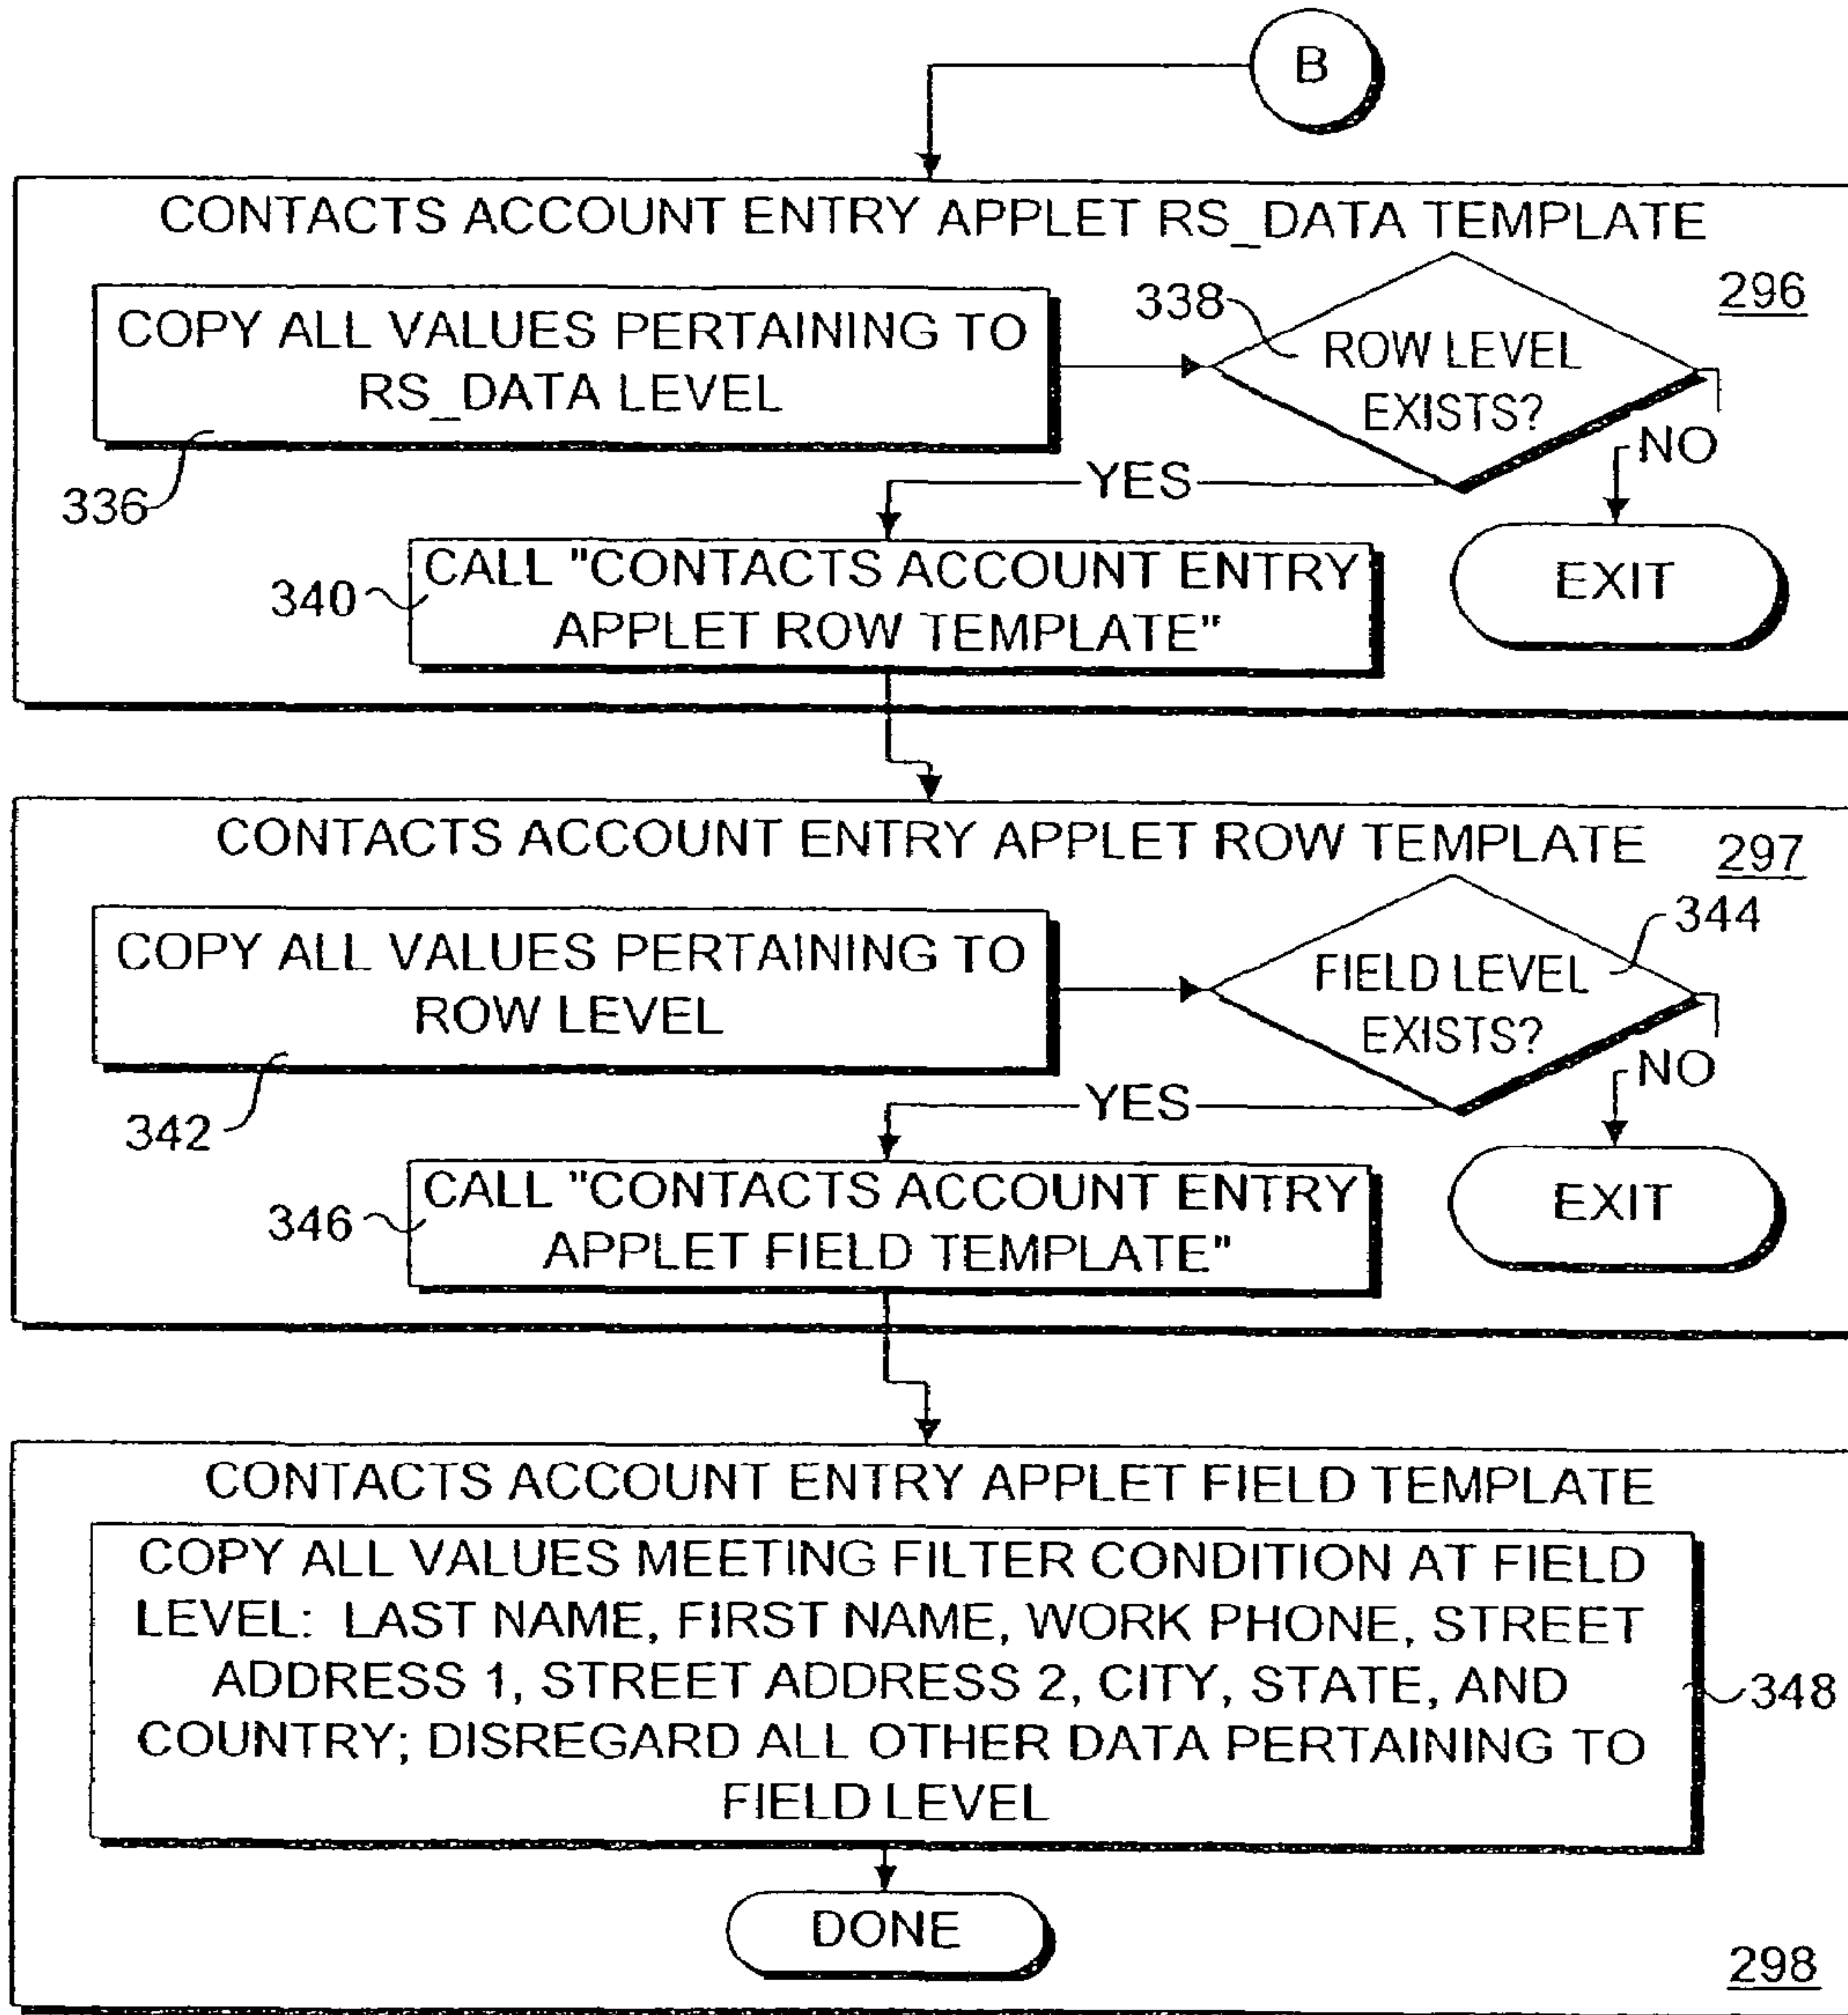 B
CONTACTS ACCOUNT ENTRY APPLET RS_DATA TEMPLATE
296
COPY ALL VALUES PERTAINING TO
RS_DATA LEVEL
336
338
ROW LEVEL
EXISTS?
NO
YES
EXIT
340
CALL "CONTACTS ACCOUNT ENTRY
APPLET ROW TEMPLATE"
CONTACTS ACCOUNT ENTRY APPLET ROW TEMPLATE
297
COPY ALL VALUES PERTAINING TO
ROW LEVEL
342
344
FIELD LEVEL
EXISTS?
NO
YES
EXIT
346
CALL "CONTACTS ACCOUNT ENTRY
APPLET FIELD TEMPLATE"
CONTACTS ACCOUNT ENTRY APPLET FIELD TEMPLATE
COPY ALL VALUES MEETING FILTER CONDITION AT FIELD
LEVEL: LAST NAME, FIRST NAME, WORK PHONE, STREET
ADDRESS 1, STREET ADDRESS 2, CITY, STATE, AND
COUNTRY; DISREGARD ALL OTHER DATA PERTAINING TO
FIELD LEVEL
348
DONE
298